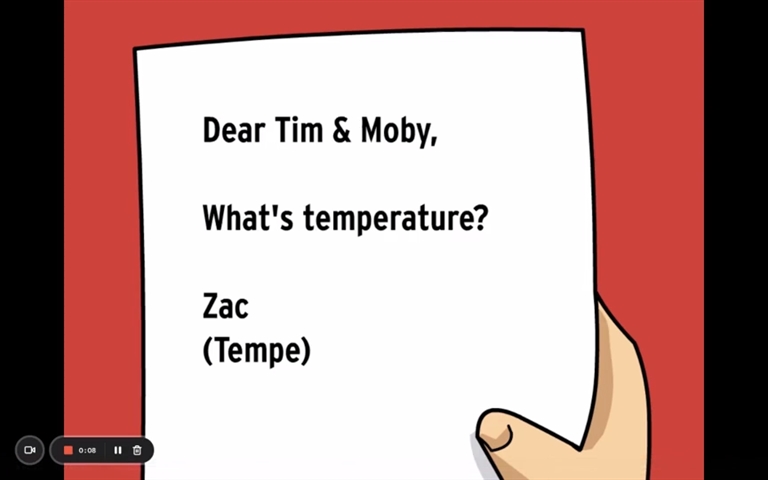 Dear Tim & Moby,
What's temperature?
Zac
(Tempe)
0:08